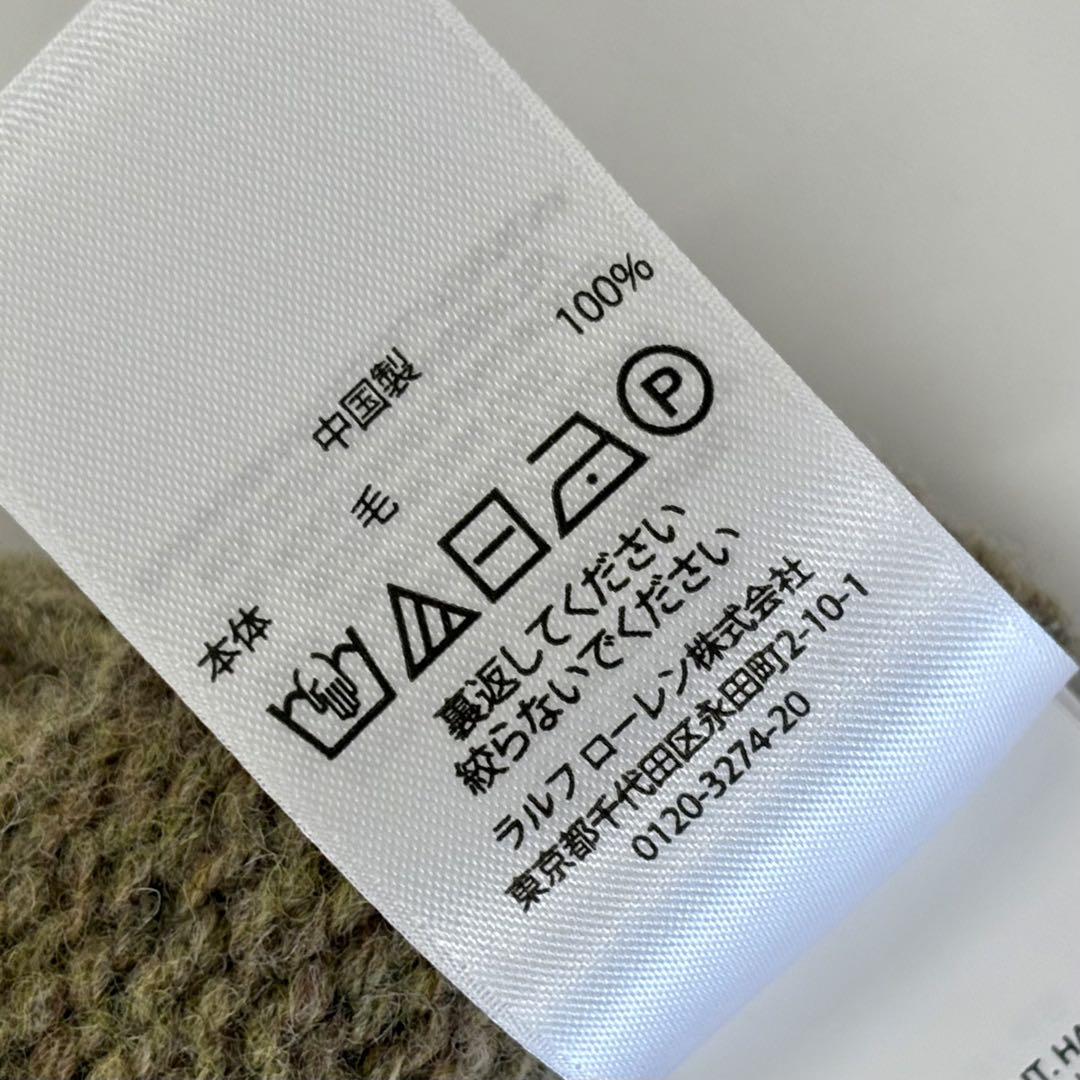 中国製
本体 毛 100%
P
裏返してください
絞らないでください
ラルフ ローレン株式会社
東京都千代田区永田町2-10-1
0120-3274-20
T. HA